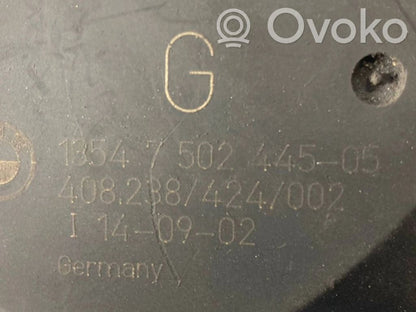 Ovoko
G
1354 7 502 445-05
408.238/424/002
I 14-09-02
Germany